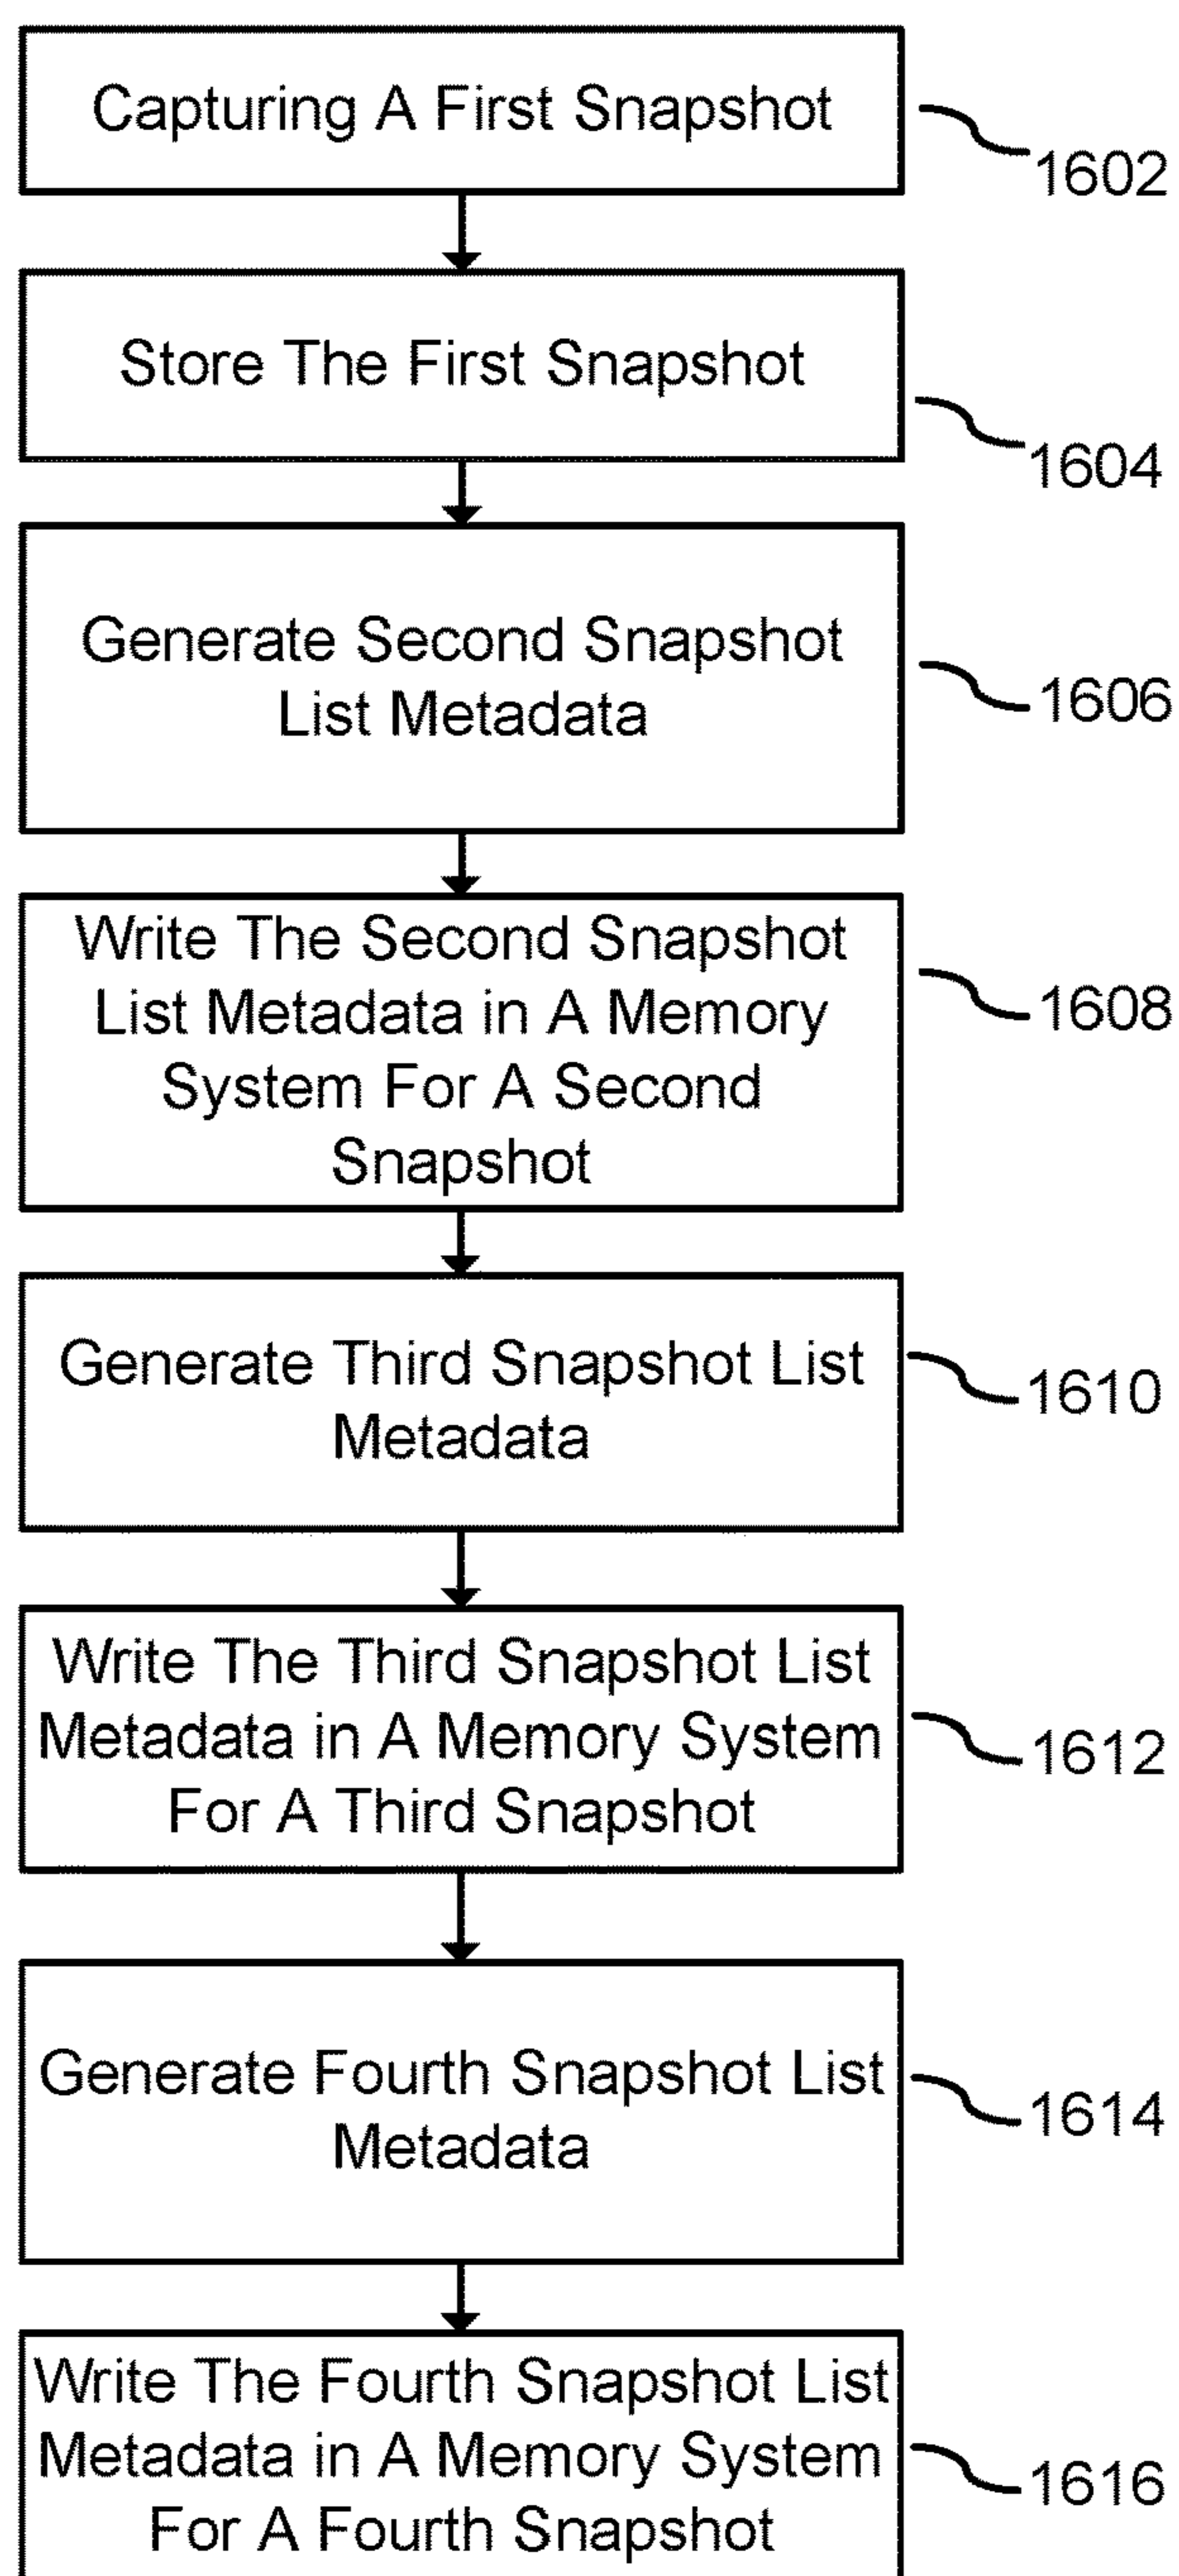 Capturing A First Snapshot
1602
Store The First Snapshot
1604
Generate Second Snapshot
List Metadata
1606
Write The Second Snapshot
List Metadata in A Memory
System For A Second
Snapshot
1608
Generate Third Snapshot List
Metadata
1610
Write The Third Snapshot List
Metadata in A Memory System
For A Third Snapshot
1612
Generate Fourth Snapshot List
Metadata
1614
Write The Fourth Snapshot List
Metadata in A Memory System
For A Fourth Snapshot
1616